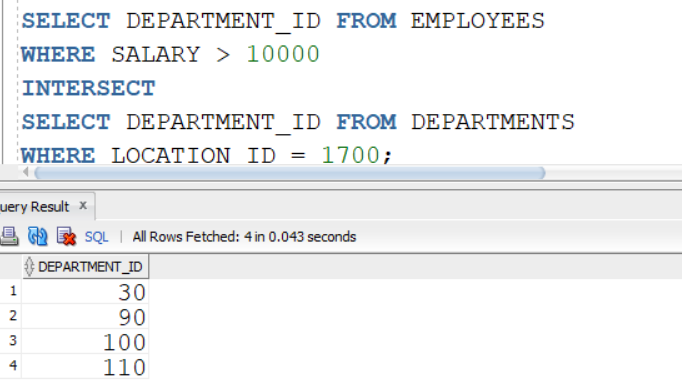 SELECT DEPARTMENT_ID FROM EMPLOYEES
WHERE SALARY > 10000
INTERSECT
SELECT DEPARTMENT_ID FROM DEPARTMENTS
WHERE LOCATION_ID = 1700;
uery Result x
SQL | All Rows Fetched: 4 in 0.043 seconds
DEPARTMENT_ID
1 30
2 90
3 100
4 110